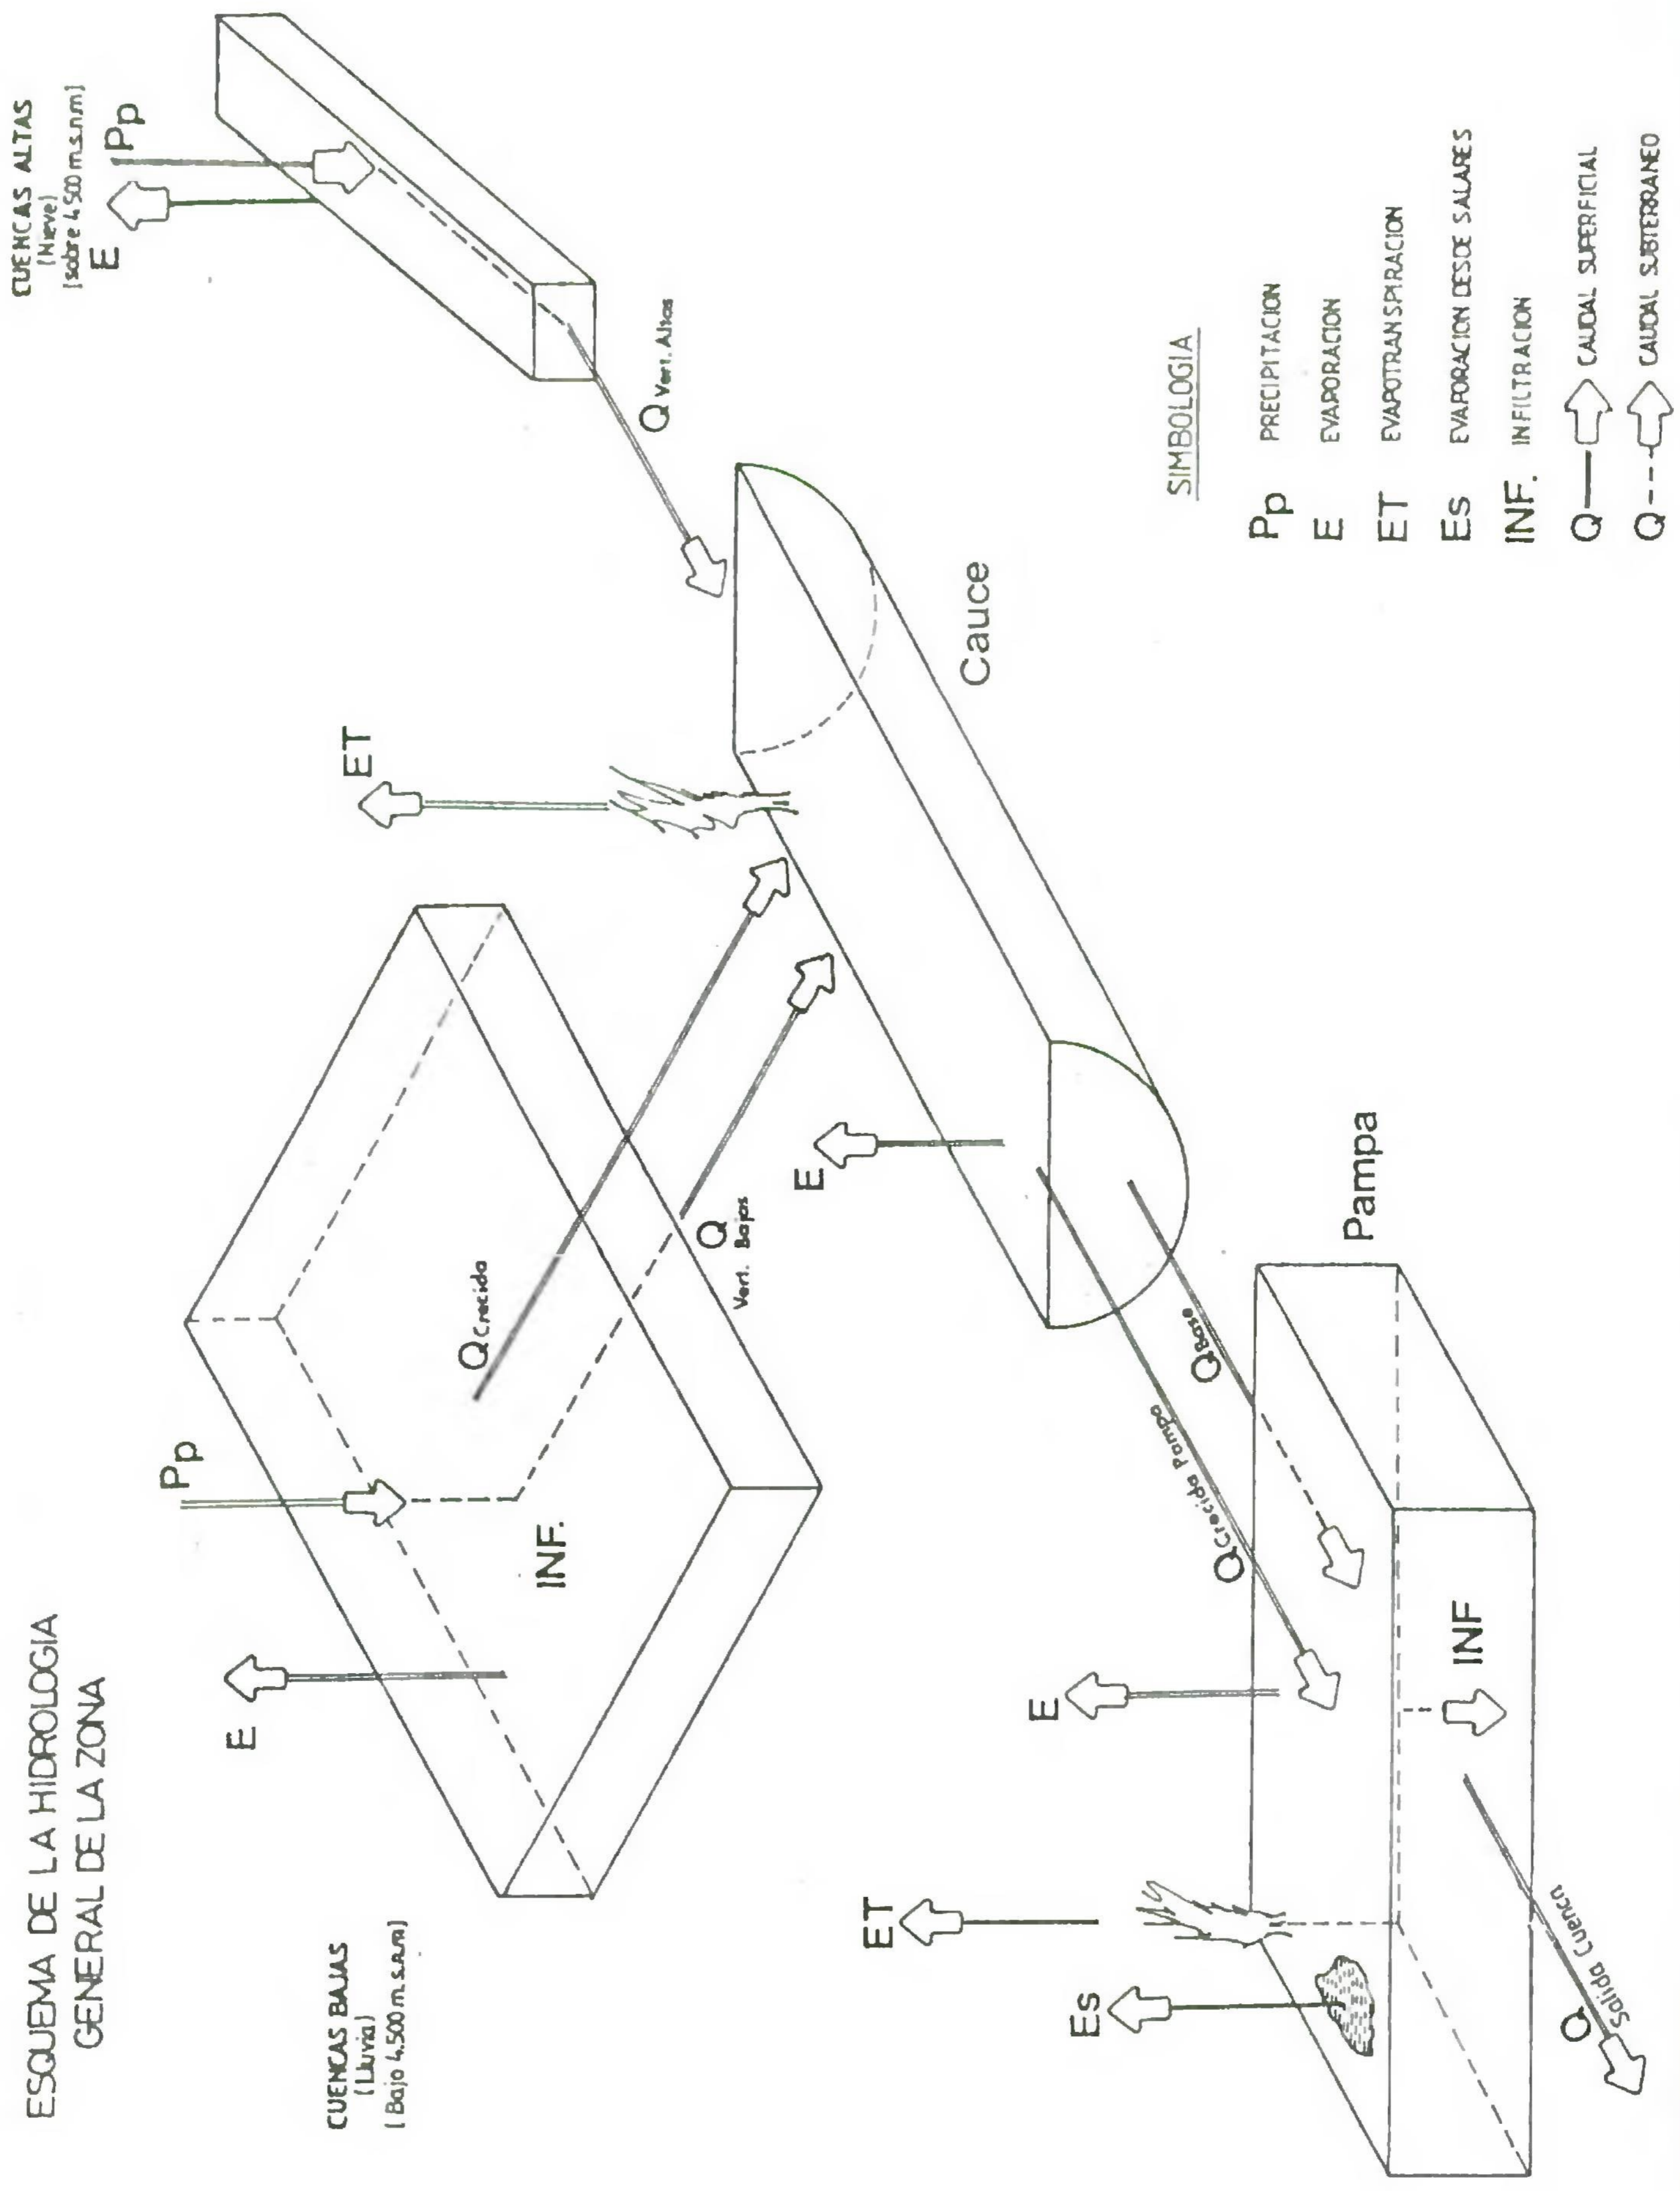 ESQUEMA DE LA HIDROLOGIA
GENERAL DE LA ZONA
CUENCAS ALTAS
(Nieve)
(sobre 4.500 m.s.n.m)
E
Pp
Q Vert. Altas
CUENCAS BAJAS
(Lluvia)
(Bajo 4.500 m.s.n.m)
E
Pp
INF.
Q Crecida
Q
Vert. Bajas
ET
E
Cauce
Q Crecida Pampa
Q Base
Pampa
Es
ET
E
INF
Q Salida Cuenca
SIMBOLOGIA
Pp PRECIPITACION
E EVAPORACION
ET EVAPOTRANSPIRACION
Es EVAPORACION DESDE SALARES
INF. INFILTRACION
Q CAUDAL SUPERFICIAL
Q CAUDAL SUBTERRANEO